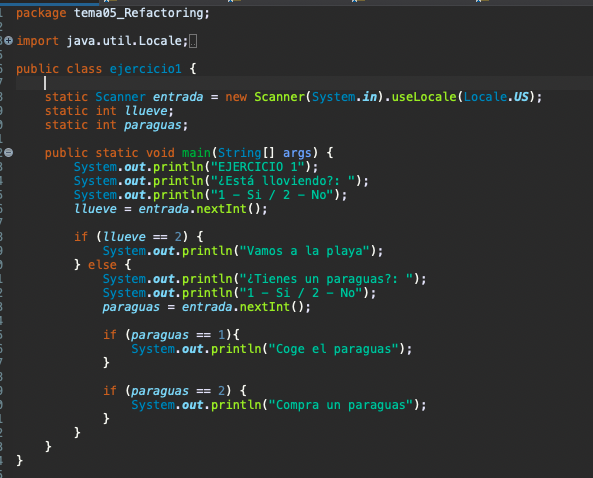 package tema05_Refactoring;
import java.util.Locale;
public class ejercicio1 {
static Scanner entrada = new Scanner(System.in).useLocale(Locale.US);
static int llueve;
static int paraguas;
public static void main(String[] args) {
System.out.println("EJERCICIO 1");
System.out.println("¿Está lloviendo?: ");
System.out.println("1 - Si / 2 - No");
llueve = entrada.nextInt();
if (llueve == 2) {
System.out.println("Vamos a la playa");
} else {
System.out.println("¿Tienes un paraguas?: ");
System.out.println("1 - Si / 2 - No");
paraguas = entrada.nextInt();
if (paraguas == 1){
System.out.println("Coge el paraguas");
}
if (paraguas == 2) {
System.out.println("Compra un paraguas");
}
}
}
}